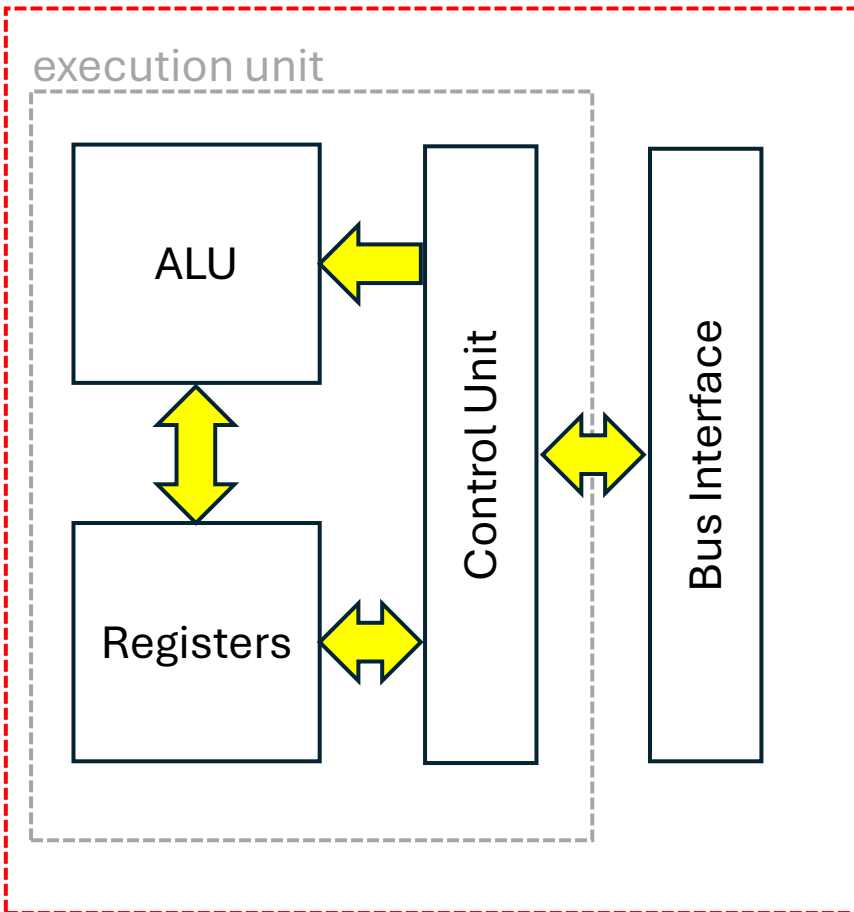 execution unit
ALU
Control Unit
Bus Interface
Registers